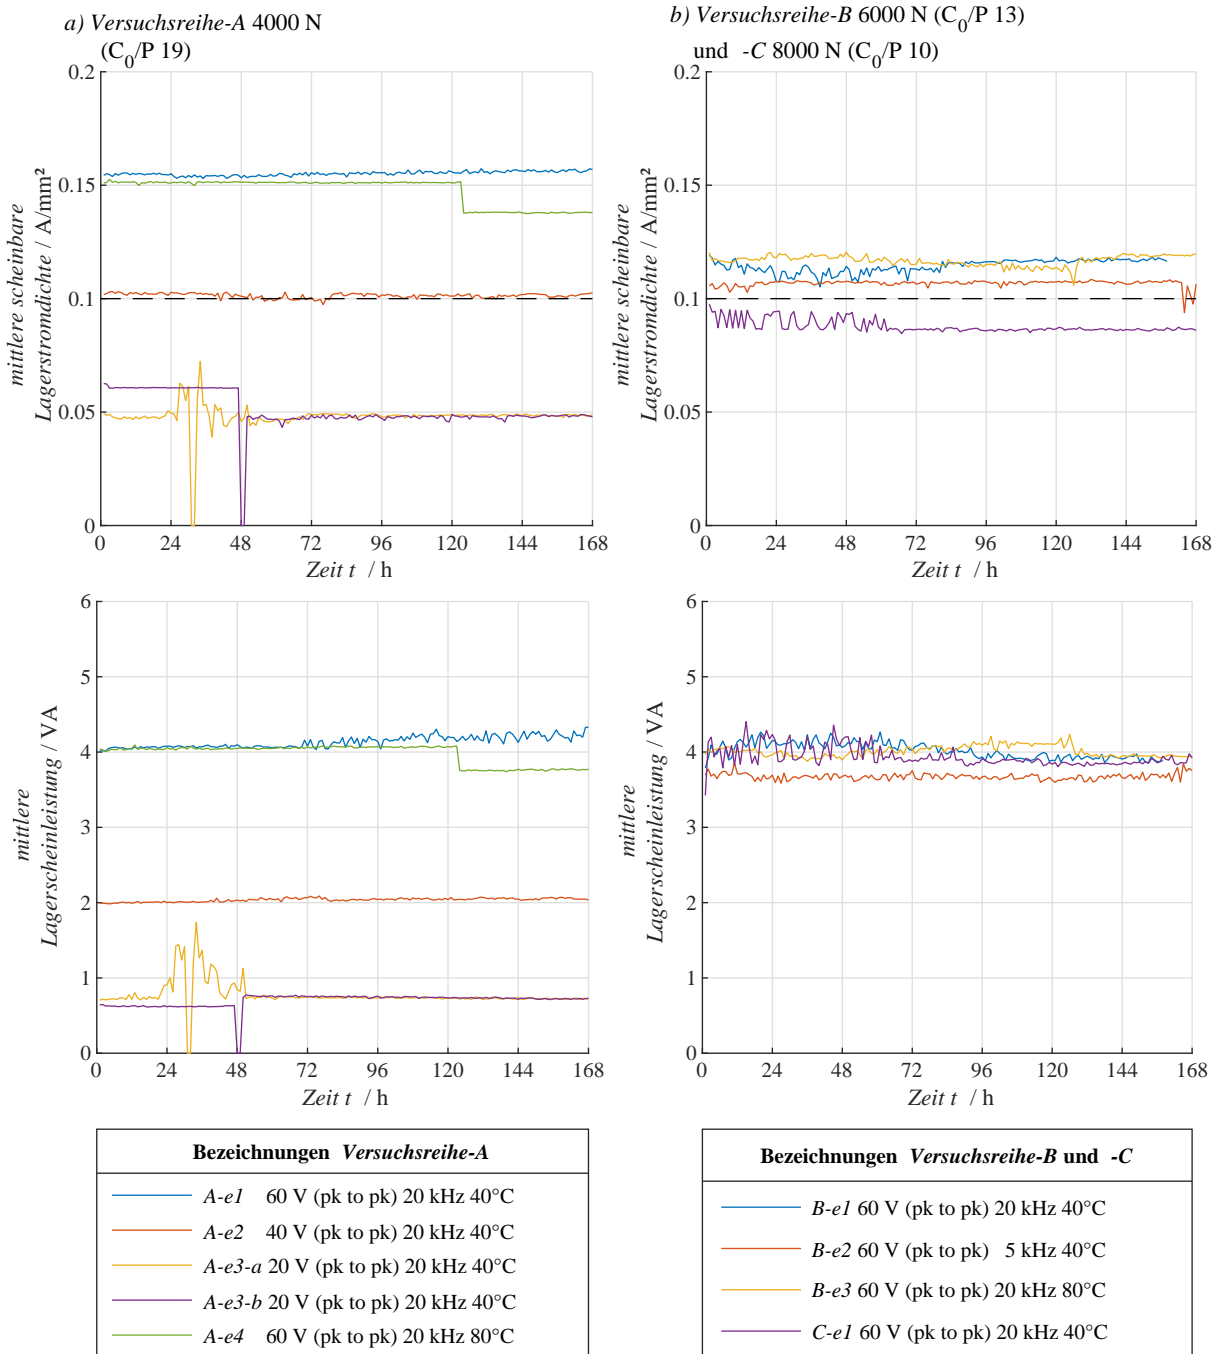 a) Versuchsreihe-A 4000 N
(C0/P 19)
b) Versuchsreihe-B 6000 N (C0/P 13)
und -C 8000 N (C0/P 10)
mittlere scheinbare
Lagerstromdichte / A/mm²
0.2
0.15
0.1
0.05
0
0 24 48 72 96 120 144 168
Zeit t / h
mittlere scheinbare
Lagerstromdichte / A/mm²
0.2
0.15
0.1
0.05
0
0 24 48 72 96 120 144 168
Zeit t / h
mittlere
Lagerscheinleistung / VA
6
5
4
3
2
1
0
0 24 48 72 96 120 144 168
Zeit t / h
mittlere
Lagerscheinleistung / VA
6
5
4
3
2
1
0
0 24 48 72 96 120 144 168
Zeit t / h
Bezeichnungen Versuchsreihe-A
A-e1 60 V (pk to pk) 20 kHz 40°C
A-e2 40 V (pk to pk) 20 kHz 40°C
A-e3-a 20 V (pk to pk) 20 kHz 40°C
A-e3-b 20 V (pk to pk) 20 kHz 40°C
A-e4 60 V (pk to pk) 20 kHz 80°C
Bezeichnungen Versuchsreihe-B und -C
B-e1 60 V (pk to pk) 20 kHz 40°C
B-e2 60 V (pk to pk) 5 kHz 40°C
B-e3 60 V (pk to pk) 20 kHz 80°C
C-e1 60 V (pk to pk) 20 kHz 40°C